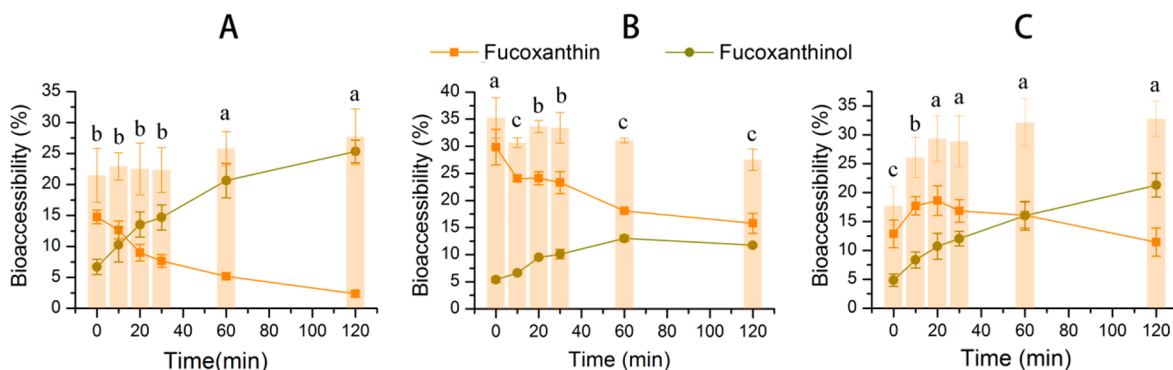 A B C
Fucoxanthin Fucoxanthinol
Bioaccessibility (%)
35
30
25
20
15
10
5
0
b b b b a a
0 20 40 60 80 100 120
Time(min)
Bioaccessibility (%)
40
35
30
25
20
15
10
5
0
a c b b c c
0 20 40 60 80 100 120
Time (min)
Bioaccessibility (%)
35
30
25
20
15
10
5
0
c b a a a a
0 20 40 60 80 100 120
Time (min)